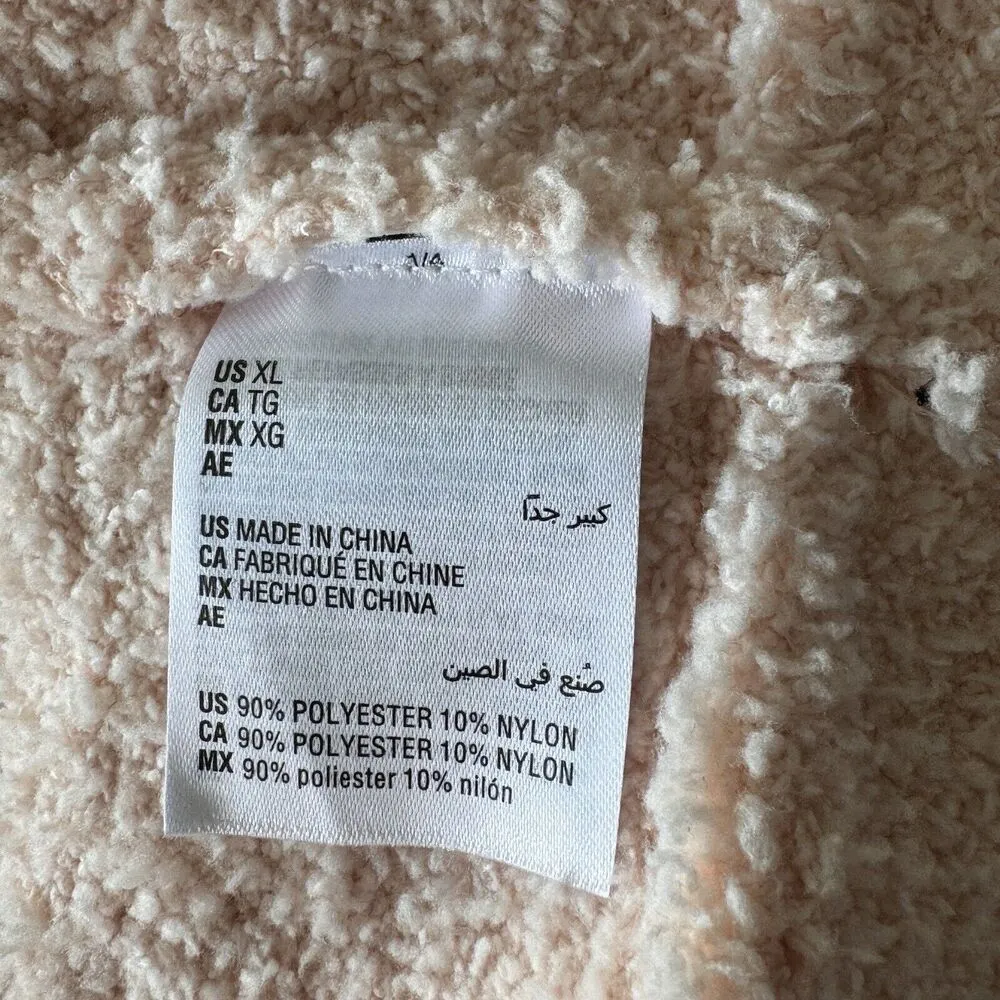 US XL
CA TG
MX XG
AE
كبير جدًا
US MADE IN CHINA
CA FABRIQUÉ EN CHINE
MX HECHO EN CHINA
AE
صُنع في الصين
US 90% POLYESTER 10% NYLON
CA 90% POLYESTER 10% NYLON
MX 90% poliester 10% nilón